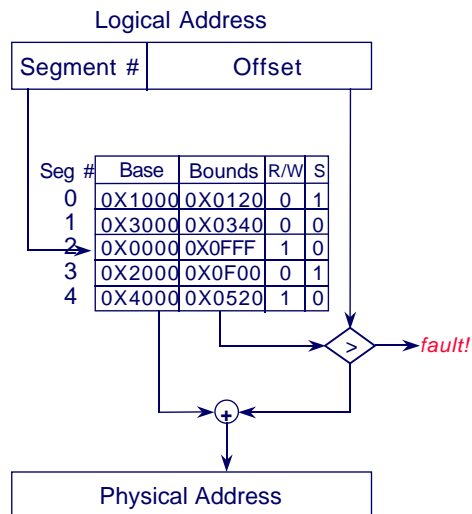 Logical Address
Segment # Offset
Seg # Base Bounds R/W S
0 0X1000 0X0120 0 1
1 0X3000 0X0340 0 0
2 0X0000 0X0FFF 1 0
3 0X2000 0X0F00 0 1
4 0X4000 0X0520 1 0
> fault!
+
Physical Address